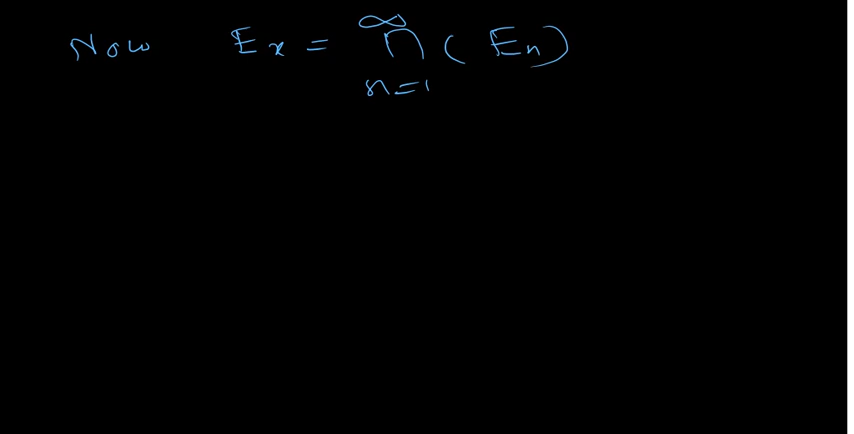 Now Ex = ∞ ∩ n=1 (En)